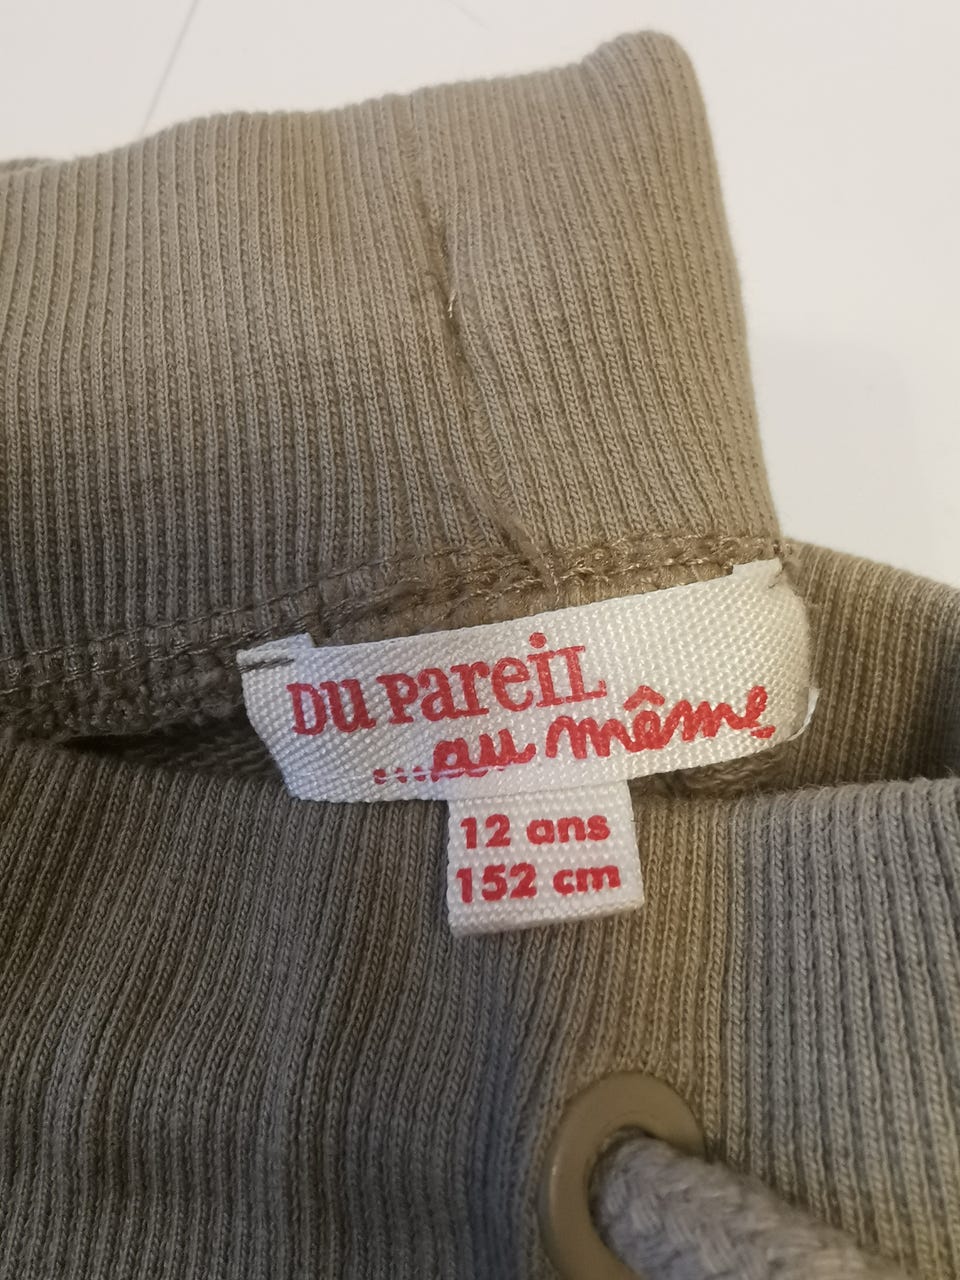 DU PareiL
...au même
12 ans
152 cm